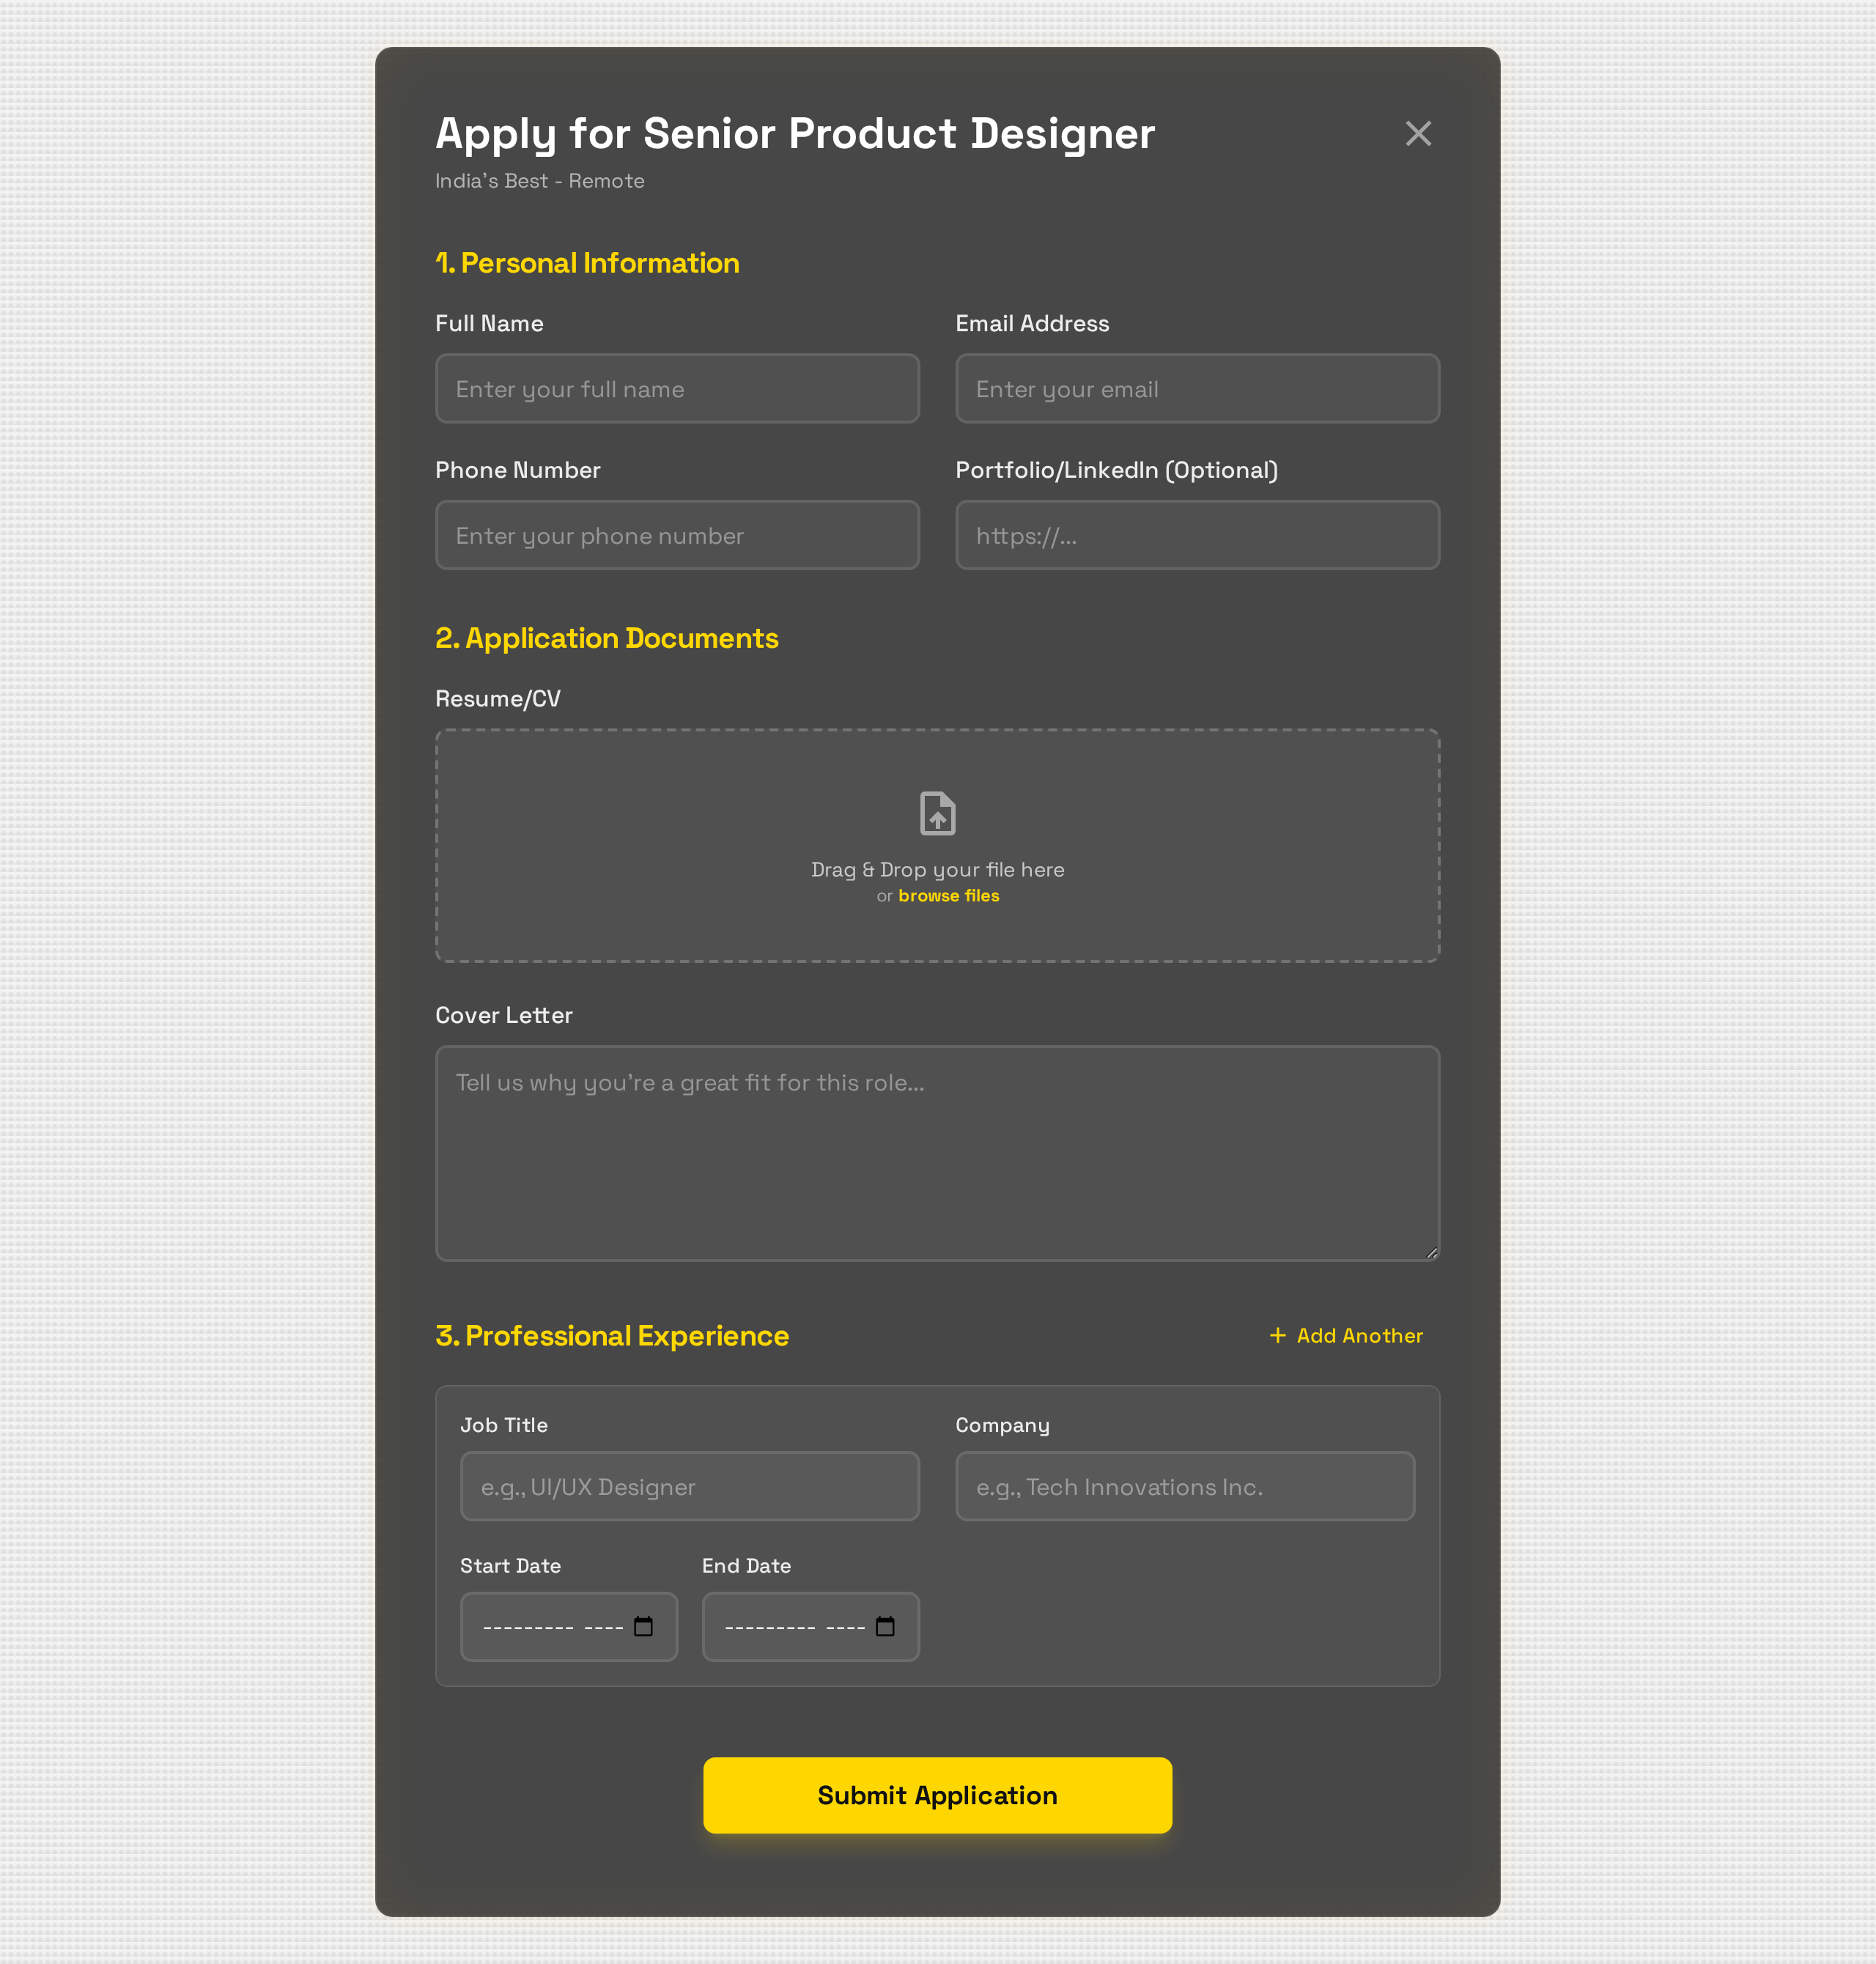 Apply for Senior Product Designer
India's Best - Remote
1. Personal Information
Full Name
Email Address
Enter your full name
Enter your email
Phone Number
Portfolio/LinkedIn (Optional)
Enter your phone number
https://...
2. Application Documents
Resume/CV
Drag & Drop your file here
or browse files
Cover Letter
Tell us why you're a great fit for this role...
3. Professional Experience
+ Add Another
Job Title
Company
e.g., UI/UX Designer
e.g., Tech Innovations Inc.
Start Date
End Date
--------- ----
--------- ----
Submit Application